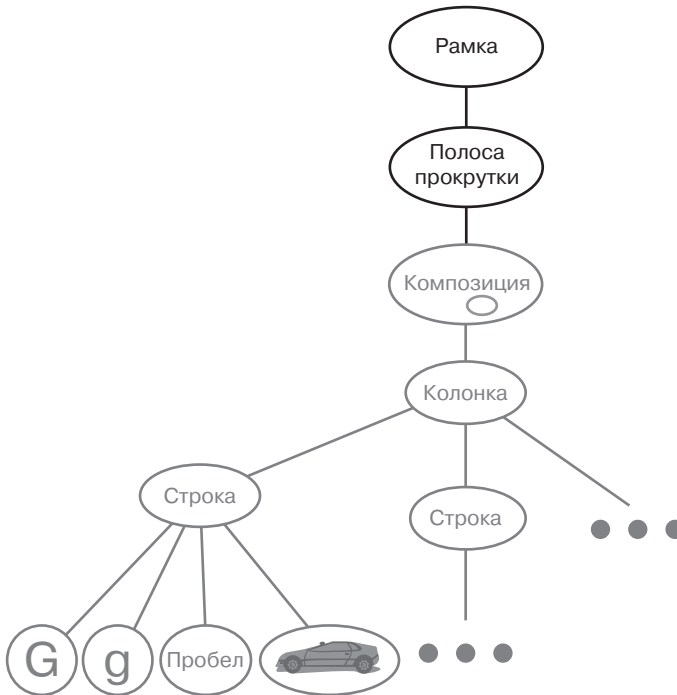 Рамка
Полоса
прокрутки
Композиция
Колонка
Строка
Строка
G
g
Пробел